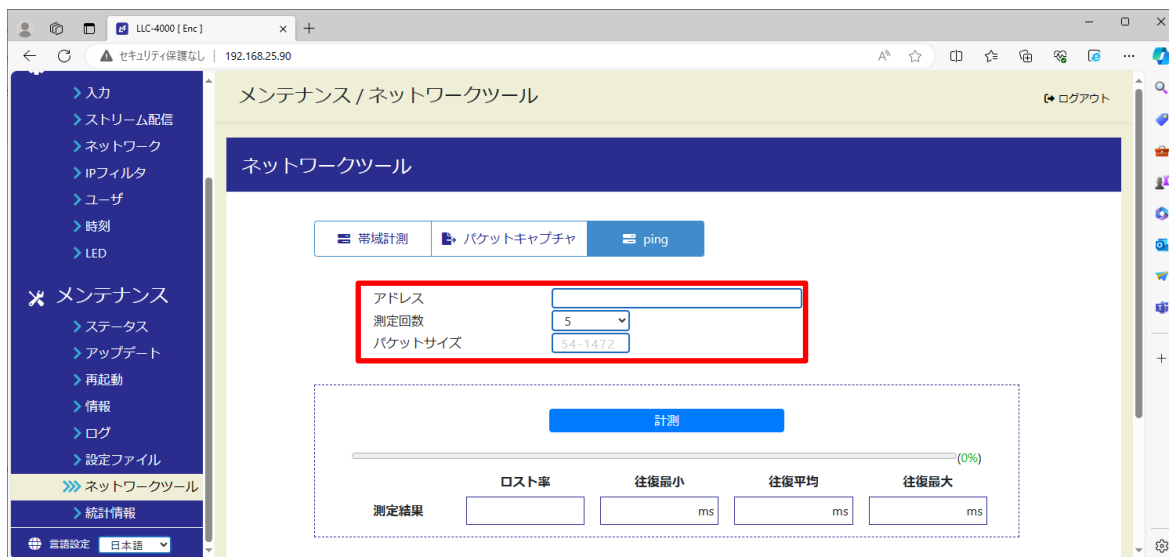 LLC-4000 [ Enc ]
セキュリティ保護なし | 192.168.25.90
入力
ストリーム配信
ネットワーク
IPフィルタ
ユーザ
時刻
LED
メンテナンス
ステータス
アップデート
再起動
情報
ログ
設定ファイル
ネットワークツール
統計情報
言語設定 日本語
メンテナンス / ネットワークツール
ログアウト
ネットワークツール
帯域計測 パケットキャプチャ ping
アドレス
測定回数 5
パケットサイズ 54-1472
計測
(0%)
ロスト率 往復最小 往復平均 往復最大
測定結果 ms ms ms